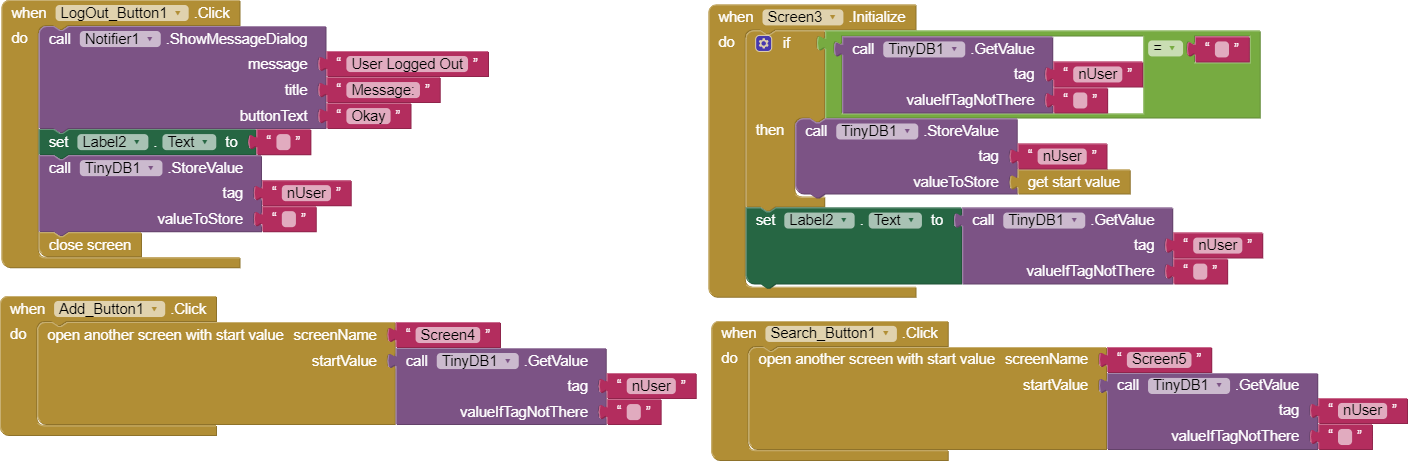 when LogOut_Button1 .Click
do call Notifier1 .ShowMessageDialog
message “ User Logged Out ”
title “ Message: ”
buttonText “ Okay ”
set Label2 . Text to “ ”
call TinyDB1 .StoreValue
tag “ nUser ”
valueToStore “ ”
close screen
when Screen3 .Initialize
do if call TinyDB1 .GetValue = “ ”
tag “ nUser ”
valueIfTagNotThere “ ”
then call TinyDB1 .StoreValue
tag “ nUser ”
valueToStore get start value
set Label2 . Text to call TinyDB1 .GetValue
tag “ nUser ”
valueIfTagNotThere “ ”
when Add_Button1 .Click
do open another screen with start value screenName “ Screen4 ”
startValue call TinyDB1 .GetValue
tag “ nUser ”
valueIfTagNotThere “ ”
when Search_Button1 .Click
do open another screen with start value screenName “ Screen5 ”
startValue call TinyDB1 .GetValue
tag “ nUser ”
valueIfTagNotThere “ ”